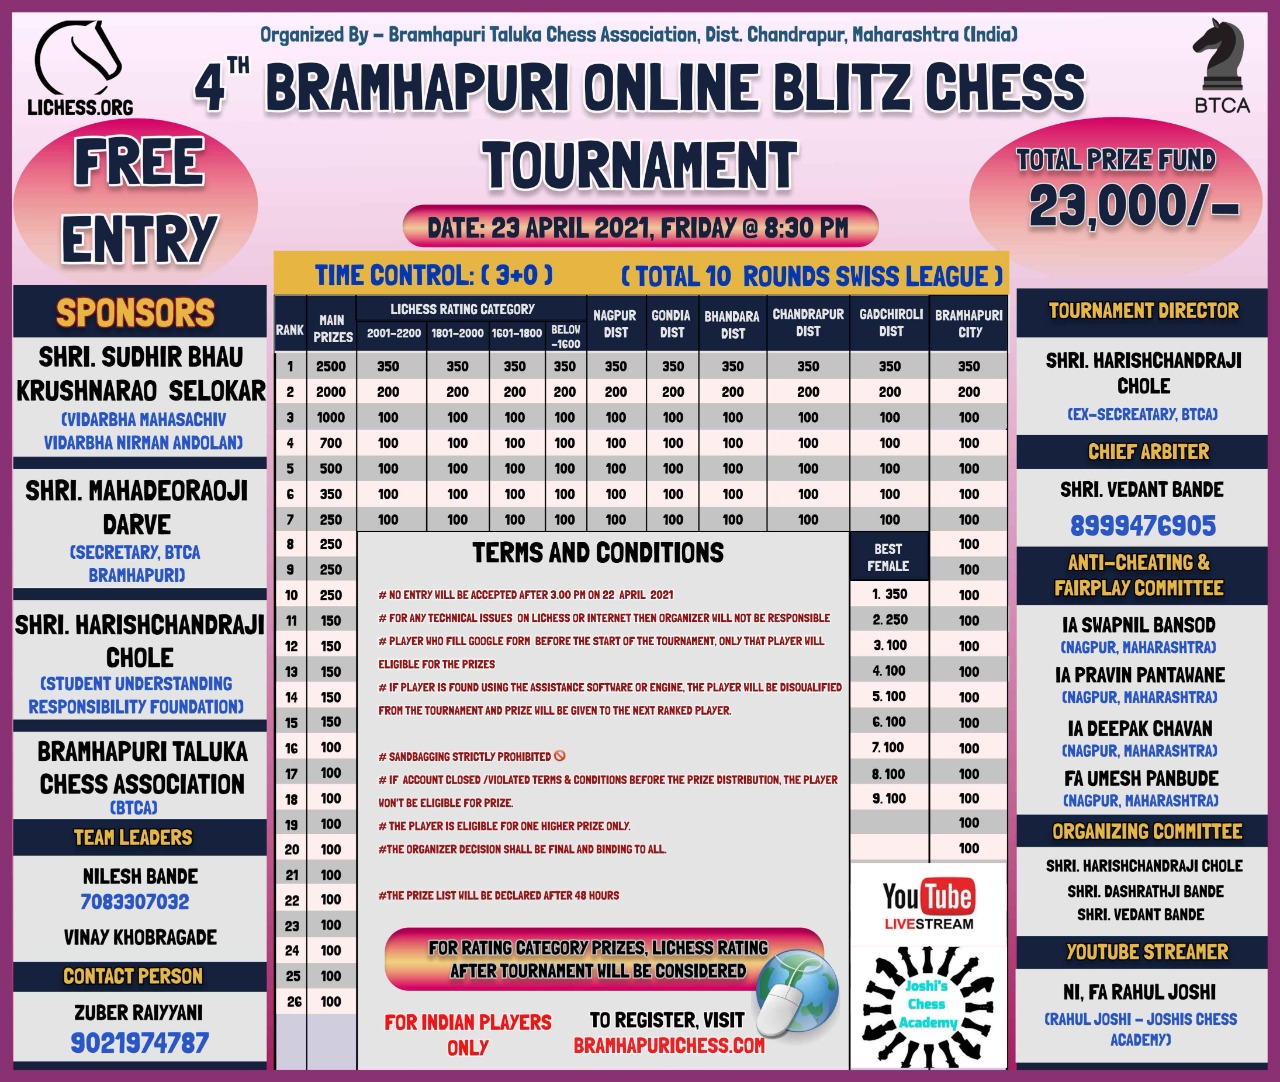 Organized By – Bramhapuri Taluka Chess Association, Dist. Chandrapur, Maharashtra (India)
LICHESS.ORG
4TH BRAMHAPURI ONLINE BLITZ CHESS
TOURNAMENT
BTCA
FREE
ENTRY
TOTAL PRIZE FUND
23,000/–
DATE: 23 APRIL 2021, FRIDAY @ 8:30 PM
TIME CONTROL: ( 3+0 ) ( TOTAL 10 ROUNDS SWISS LEAGUE )
SPONSORS
SHRI. SUDHIR BHAU
KRUSHNARAO SELOKAR
(VIDARBHA MAHASACHIV
VIDARBHA NIRMAN ANDOLAN)
SHRI. MAHADEORAOJI
DARVE
(SECRETARY, BTCA
BRAMHAPURI)
SHRI. HARISHCHANDRAJI
CHOLE
(STUDENT UNDERSTANDING
RESPONSIBILITY FOUNDATION)
BRAMHAPURI TALUKA
CHESS ASSOCIATION
(BTCA)
TEAM LEADERS
NILESH BANDE
7083307032
VINAY KHOBRAGADE
CONTACT PERSON
ZUBER RAIYYANI
9021974787
RANK MAIN PRIZES LICHESS RATING CATEGORY 2001–2200 1801–2000 1601–1800 BELOW –1600 NAGPUR DIST GONDIA DIST BHANDARA DIST CHANDRAPUR DIST GADCHIROLI DIST BRAMHAPURI CITY
1 2500 350 350 350 350 350 350 350 350 350 350
2 2000 200 200 200 200 200 200 200 200 200 200
3 1000 100 100 100 100 100 100 100 100 100 100
4 700 100 100 100 100 100 100 100 100 100 100
5 500 100 100 100 100 100 100 100 100 100 100
6 350 100 100 100 100 100 100 100 100 100 100
7 250 100 100 100 100 100 100 100 100 100 100
8 250 100
9 250 100
10 250 100
11 150 100
12 150 100
13 150 100
14 150 100
15 150 100
16 100 100
17 100 100
18 100 100
19 100 100
20 100 100
21 100
22 100
23 100
24 100
25 100
26 100
TERMS AND CONDITIONS
# NO ENTRY WILL BE ACCEPTED AFTER 3.00 PM ON 22 APRIL 2021
# FOR ANY TECHNICAL ISSUES ON LICHESS OR INTERNET THEN ORGANIZER WILL NOT BE RESPONSIBLE
# PLAYER WHO FILL GOOGLE FORM BEFORE THE START OF THE TOURNAMENT, ONLY THAT PLAYER WILL
ELIGIBLE FOR THE PRIZES
# IF PLAYER IS FOUND USING THE ASSISTANCE SOFTWARE OR ENGINE, THE PLAYER WILL BE DISQUALIFIED
FROM THE TOURNAMENT AND PRIZE WILL BE GIVEN TO THE NEXT RANKED PLAYER.
# SANDBAGGING STRICTLY PROHIBITED 🚫
# IF ACCOUNT CLOSED /VIOLATED TERMS & CONDITIONS BEFORE THE PRIZE DISTRIBUTION, THE PLAYER
WON'T BE ELIGIBLE FOR PRIZE.
# THE PLAYER IS ELIGIBLE FOR ONE HIGHER PRIZE ONLY.
#THE ORGANIZER DECISION SHALL BE FINAL AND BINDING TO ALL.
#THE PRIZE LIST WILL BE DECLARED AFTER 48 HOURS
FOR RATING CATEGORY PRIZES, LICHESS RATING
AFTER TOURNAMENT WILL BE CONSIDERED
FOR INDIAN PLAYERS
ONLY
TO REGISTER, VISIT
BRAMHAPURICHESS.COM
BEST
FEMALE
1. 350
2. 250
3. 100
4. 100
5. 100
6. 100
7. 100
8. 100
9. 100
YouTube
LIVESTREAM
Joshi's
Chess
Academy
TOURNAMENT DIRECTOR
SHRI. HARISHCHANDRAJI
CHOLE
(EX–SECREATARY, BTCA)
CHIEF ARBITER
SHRI. VEDANT BANDE
8999476905
ANTI–CHEATING &
FAIRPLAY COMMITTEE
IA SWAPNIL BANSOD
(NAGPUR, MAHARASHTRA)
IA PRAVIN PANTAWANE
(NAGPUR, MAHARASHTRA)
IA DEEPAK CHAVAN
(NAGPUR, MAHARASHTRA)
FA UMESH PANBUDE
(NAGPUR, MAHARASHTRA)
ORGANIZING COMMITTEE
SHRI. HARISHCHANDRAJI CHOLE
SHRI. DASHRATHJI BANDE
SHRI. VEDANT BANDE
YOUTUBE STREAMER
NI, FA RAHUL JOSHI
(RAHUL JOSHI – JOSHIS CHESS
ACADEMY)